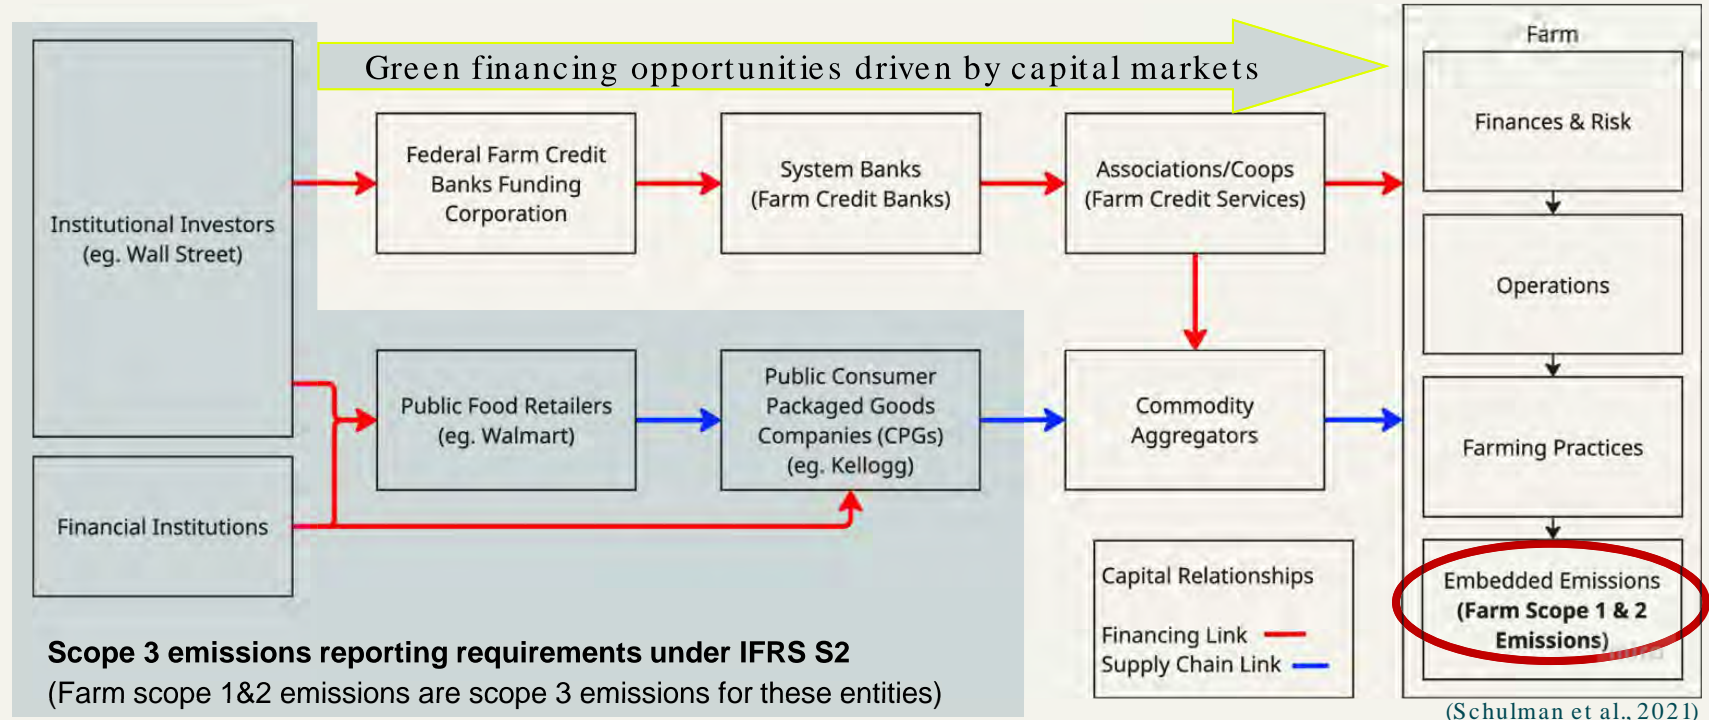 Green financing opportunities driven by capital markets
Farm
Institutional Investors
(eg. Wall Street)
Federal Farm Credit
Banks Funding
Corporation
System Banks
(Farm Credit Banks)
Associations/Coops
(Farm Credit Services)
Finances & Risk
Operations
Public Food Retailers
(eg. Walmart)
Public Consumer
Packaged Goods
Companies (CPGs)
(eg. Kellogg)
Commodity
Aggregators
Farming Practices
Financial Institutions
Capital Relationships
Financing Link
Supply Chain Link
Embedded Emissions
(Farm Scope 1 & 2
Emissions)
Scope 3 emissions reporting requirements under IFRS S2
(Farm scope 1&2 emissions are scope 3 emissions for these entities)
(Schulman et al., 2021)